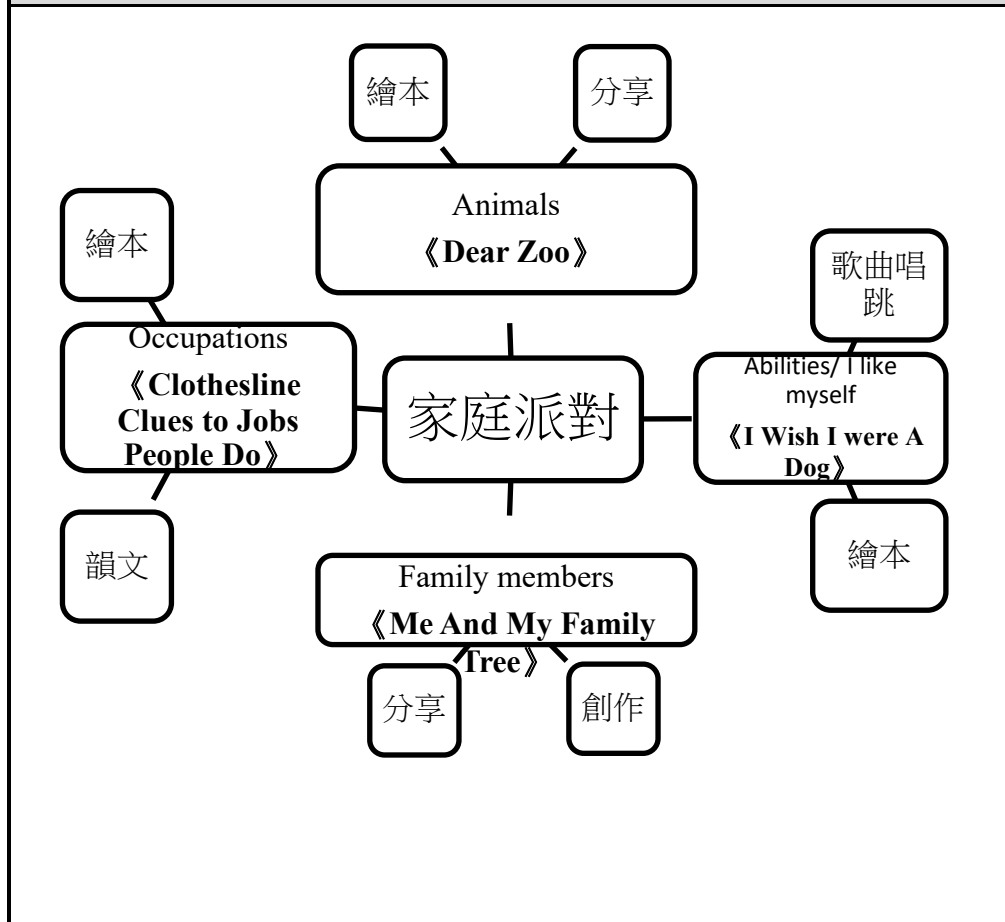 繪本
分享
Animals
《Dear Zoo》
繪本
Occupations
《Clothesline
Clues to Jobs
People Do》
韻文
家庭派對
歌曲唱
跳
Abilities/ I like
myself
《I Wish I were A
Dog》
繪本
Family members
《Me And My Family
Tree》
分享
創作